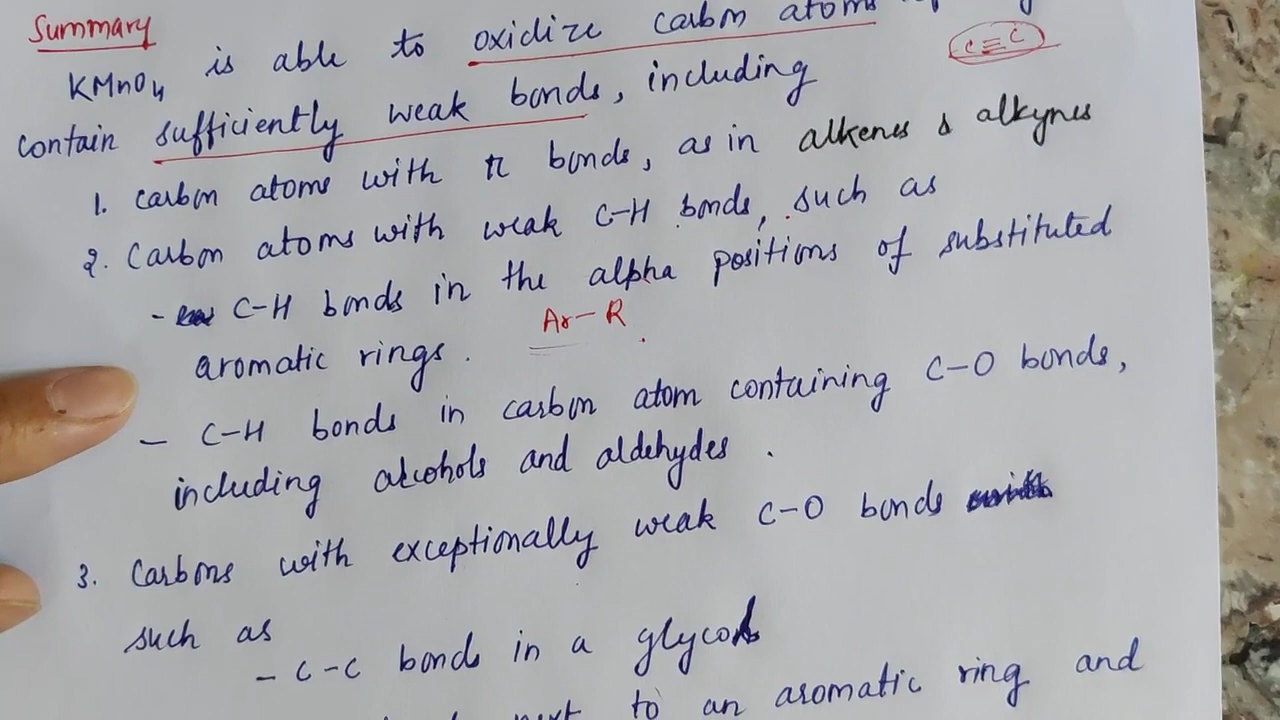 Summary
KMnO4 is able to oxidize carbon atoms
C≡C
contain sufficiently weak bonds, including
1. Carbon atoms with π bonds, as in alkenes & alkynes
2. Carbon atoms with weak C-H bonds, such as
- C-H bonds in the alpha positions of substituted
aromatic rings. Ar-R
- C-H bonds in carbon atom containing C-O bonds,
including alcohols and aldehydes.
3. Carbons with exceptionally weak C-O bonds
such as
- C-C bonds in a glycol
next to an aromatic ring and